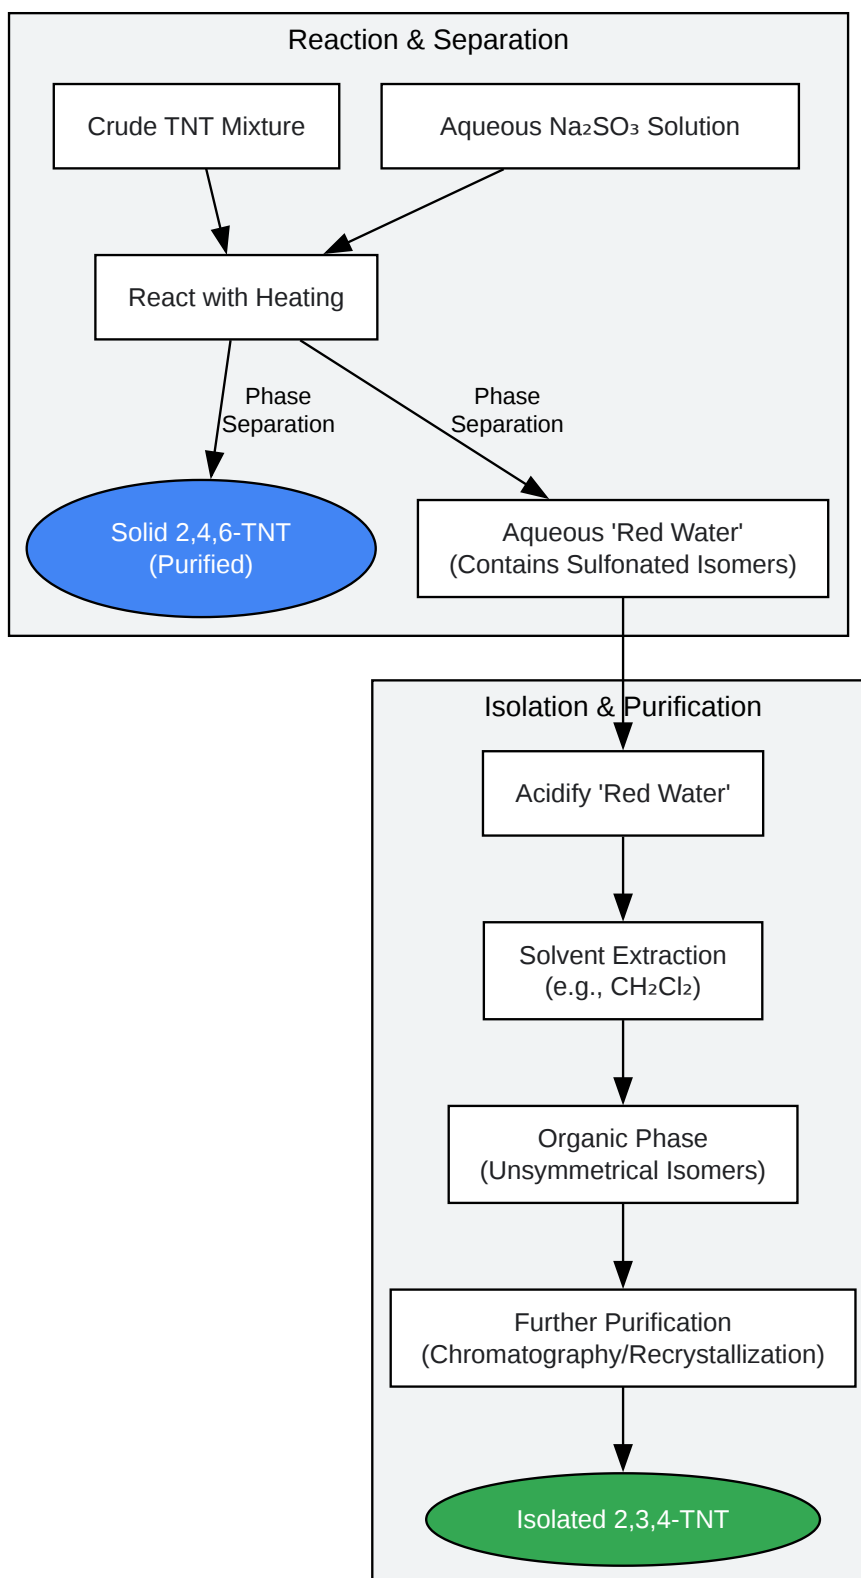 Reaction & Separation
Crude TNT Mixture
Aqueous Na₂SO₃ Solution
React with Heating
Phase
Separation
Phase
Separation
Solid 2,4,6-TNT
(Purified)
Aqueous 'Red Water'
(Contains Sulfonated Isomers)
Isolation & Purification
Acidify 'Red Water'
Solvent Extraction
(e.g., CH₂Cl₂)
Organic Phase
(Unsymmetrical Isomers)
Further Purification
(Chromatography/Recrystallization)
Isolated 2,3,4-TNT